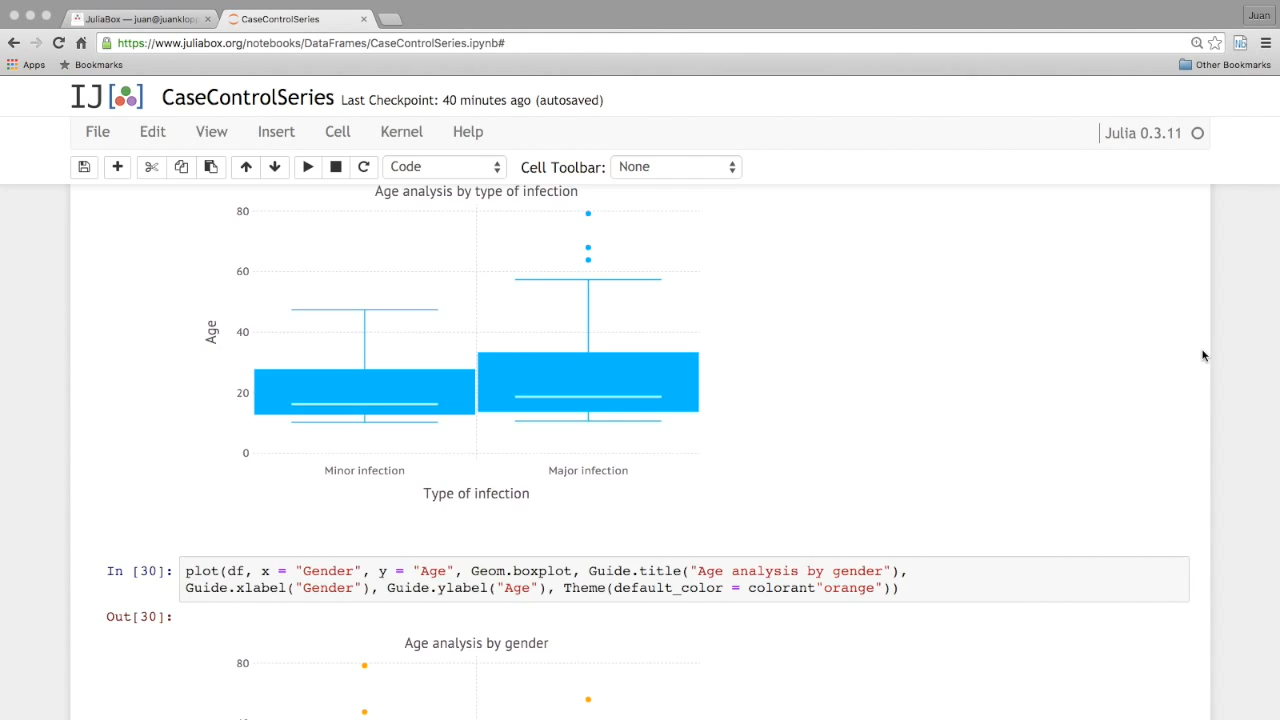 JuliaBox — juan@juanklopp
CaseControlSeries
Juan
https://www.juliabox.org/notebooks/DataFrames/CaseControlSeries.ipynb#
Apps
Bookmarks
Other Bookmarks
IJ[ ] CaseControlSeries Last Checkpoint: 40 minutes ago (autosaved)
File Edit View Insert Cell Kernel Help
Julia 0.3.11
Code
Cell Toolbar:
None
Age analysis by type of infection
80
60
40
20
0
Age
Minor infection
Major infection
Type of infection
In [30]:
plot(df, x = "Gender", y = "Age", Geom.boxplot, Guide.title("Age analysis by gender"),
Guide.xlabel("Gender"), Guide.ylabel("Age"), Theme(default_color = colorant"orange"))
Out[30]:
Age analysis by gender
80